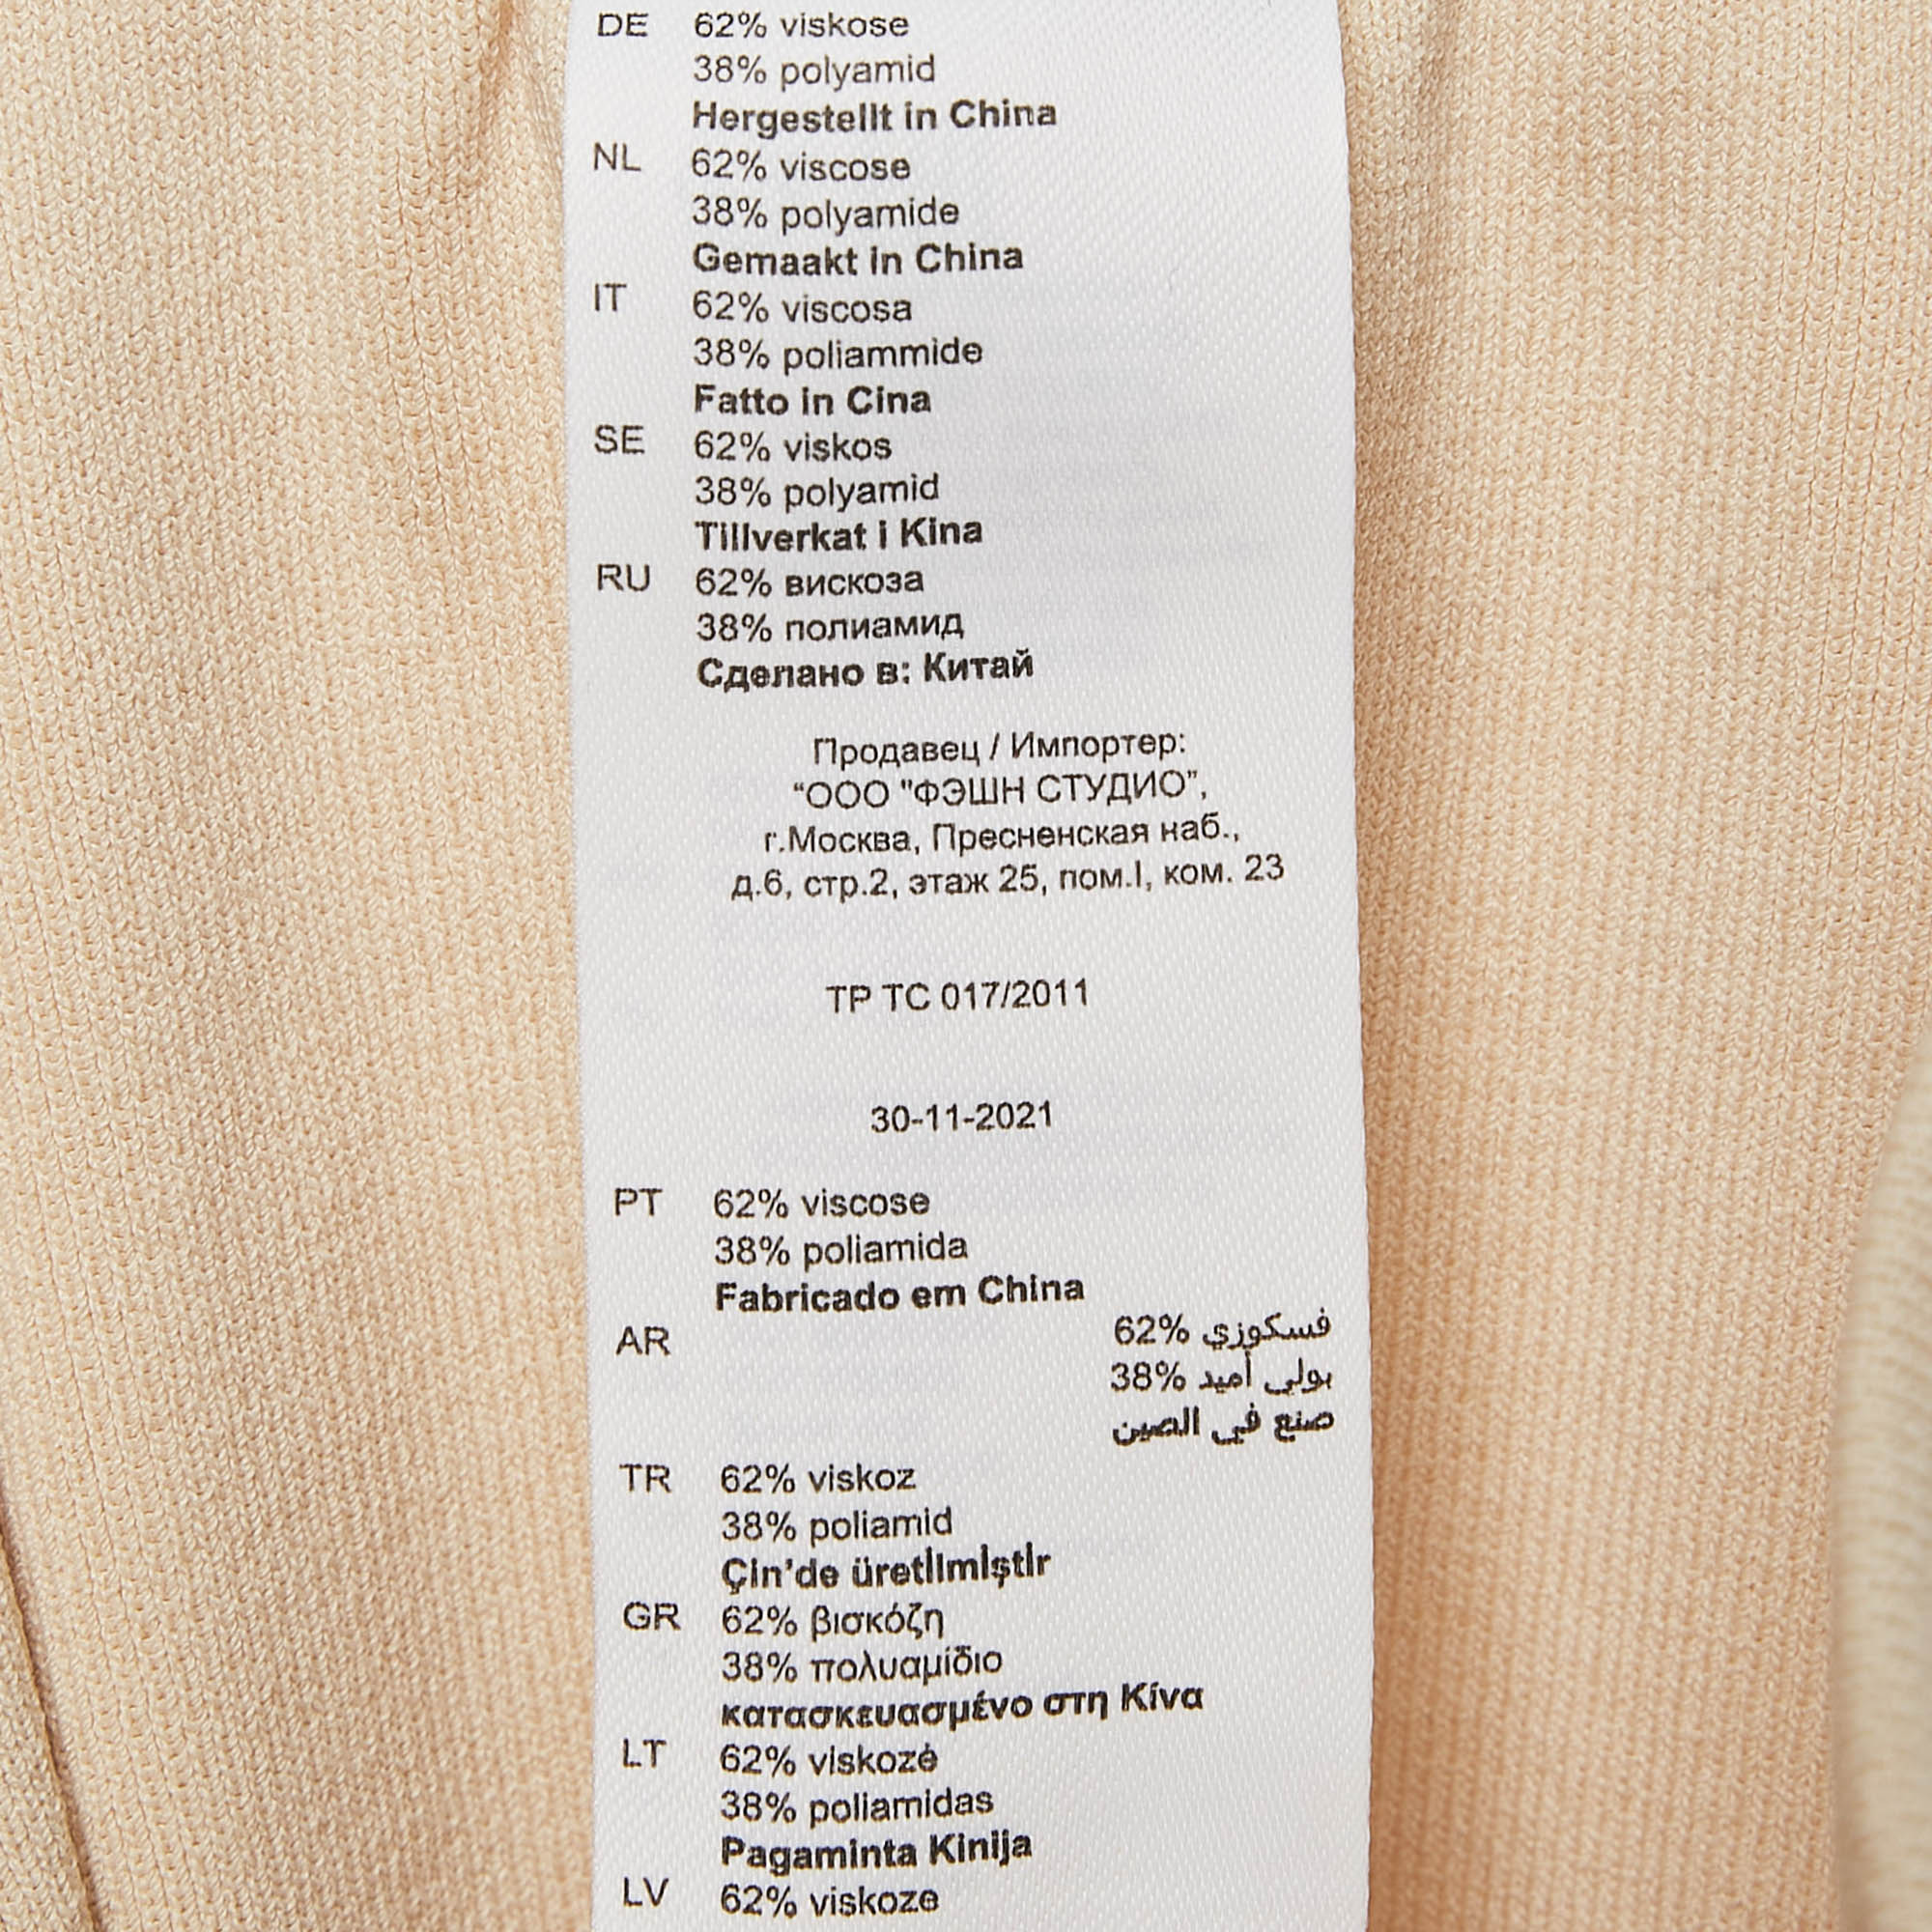 DE 62% viskose
38% polyamid
Hergestellt in China
NL 62% viscose
38% polyamide
Gemaakt in China
IT 62% viscosa
38% poliammide
Fatto in Cina
SE 62% viskos
38% polyamid
Tillverkat i Kina
RU 62% вискоза
38% полиамид
Сделано в: Китай
Продавец / Импортер:
“ООО "ФЭШН СТУДИО”,
г.Москва, Пресненская наб.,
д.6, стр.2, этаж 25, пом.I, ком. 23
ТР ТС 017/2011
30-11-2021
PT 62% viscose
38% poliamida
Fabricado em China
AR فسكوزي 62%
بولي أميد 38%
صنع في الصين
TR 62% viskoz
38% poliamid
Çin’de üretİlmİştİr
GR 62% βισκόζη
38% πολυαμίδιο
κατασκευασμένο στη Κίνα
LT 62% viskozė
38% poliamidas
Pagaminta Kinija
LV 62% viskoze